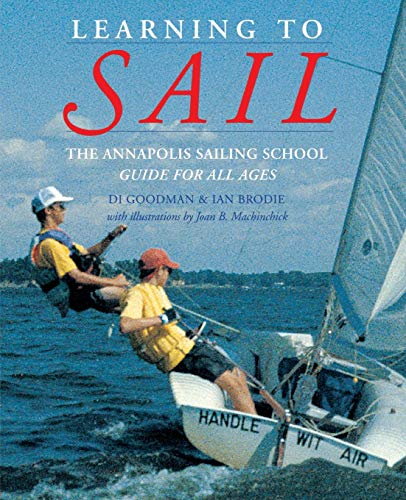 LEARNING TO
SAIL
THE ANNAPOLIS SAILING SCHOOL
GUIDE FOR ALL AGES
DI GOODMAN & IAN BRODIE
with illustrations by Joan B. Machinchick
HANDLE WIT AIR